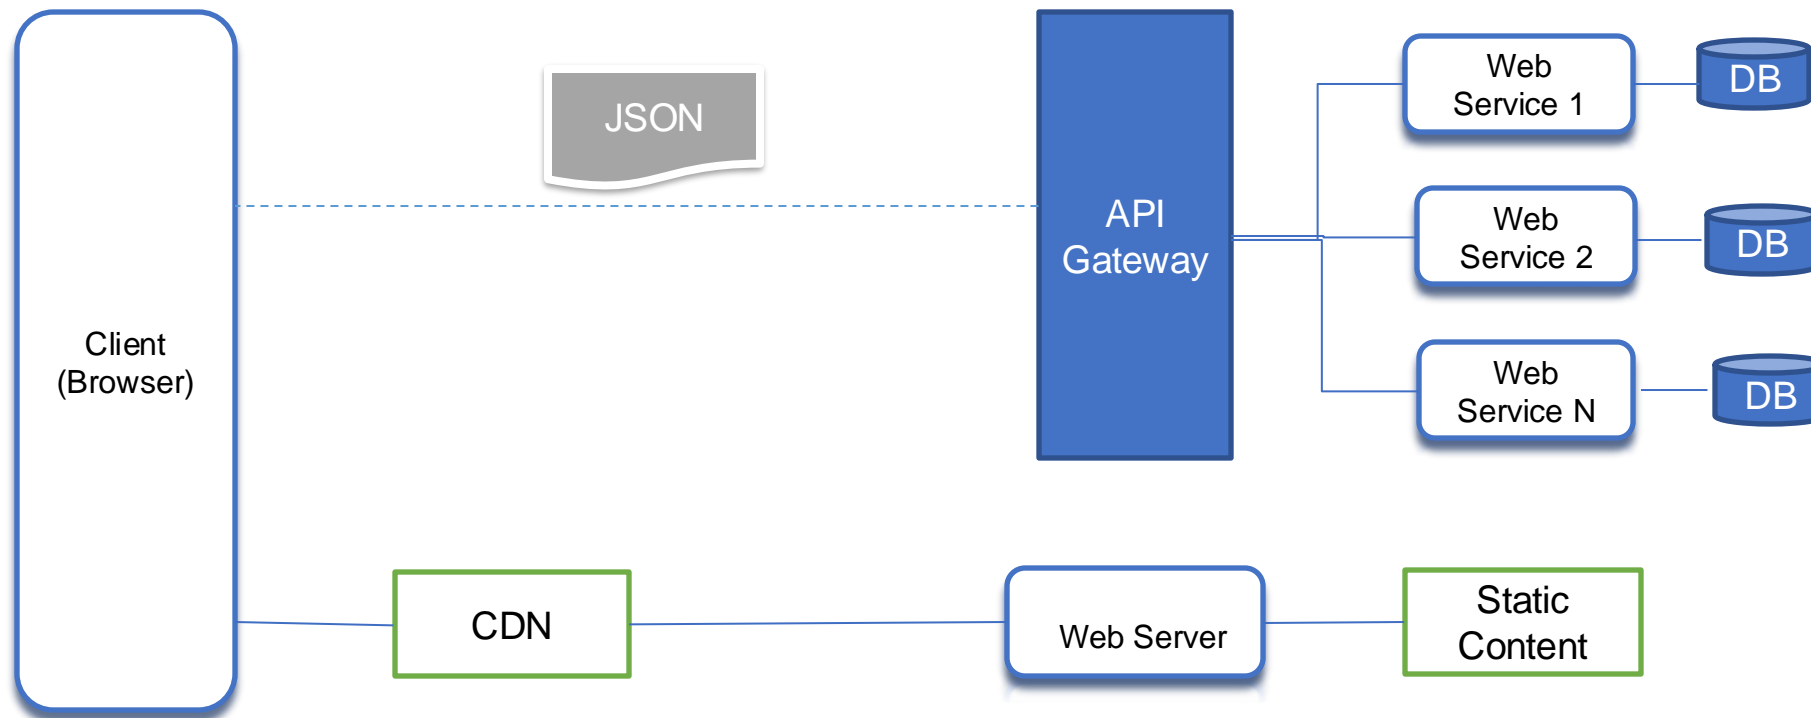 JSON
Web
Service 1
DB
API
Gateway
Web
Service 2
DB
Client
(Browser)
Web
Service N
DB
CDN
Web Server
Static
Content